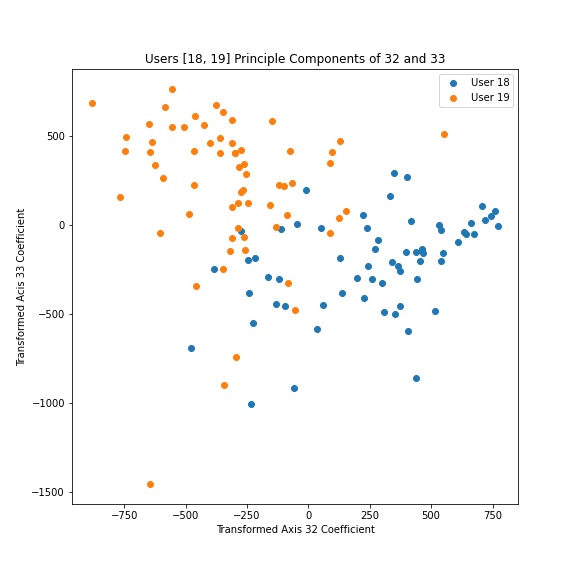 Users [18, 19] Principle Components of 32 and 33
User 18
User 19
Transformed Acis 33 Coefficient
500
0
−500
−1000
−1500
−750
−500
−250
0
250
500
750
Transformed Axis 32 Coefficient